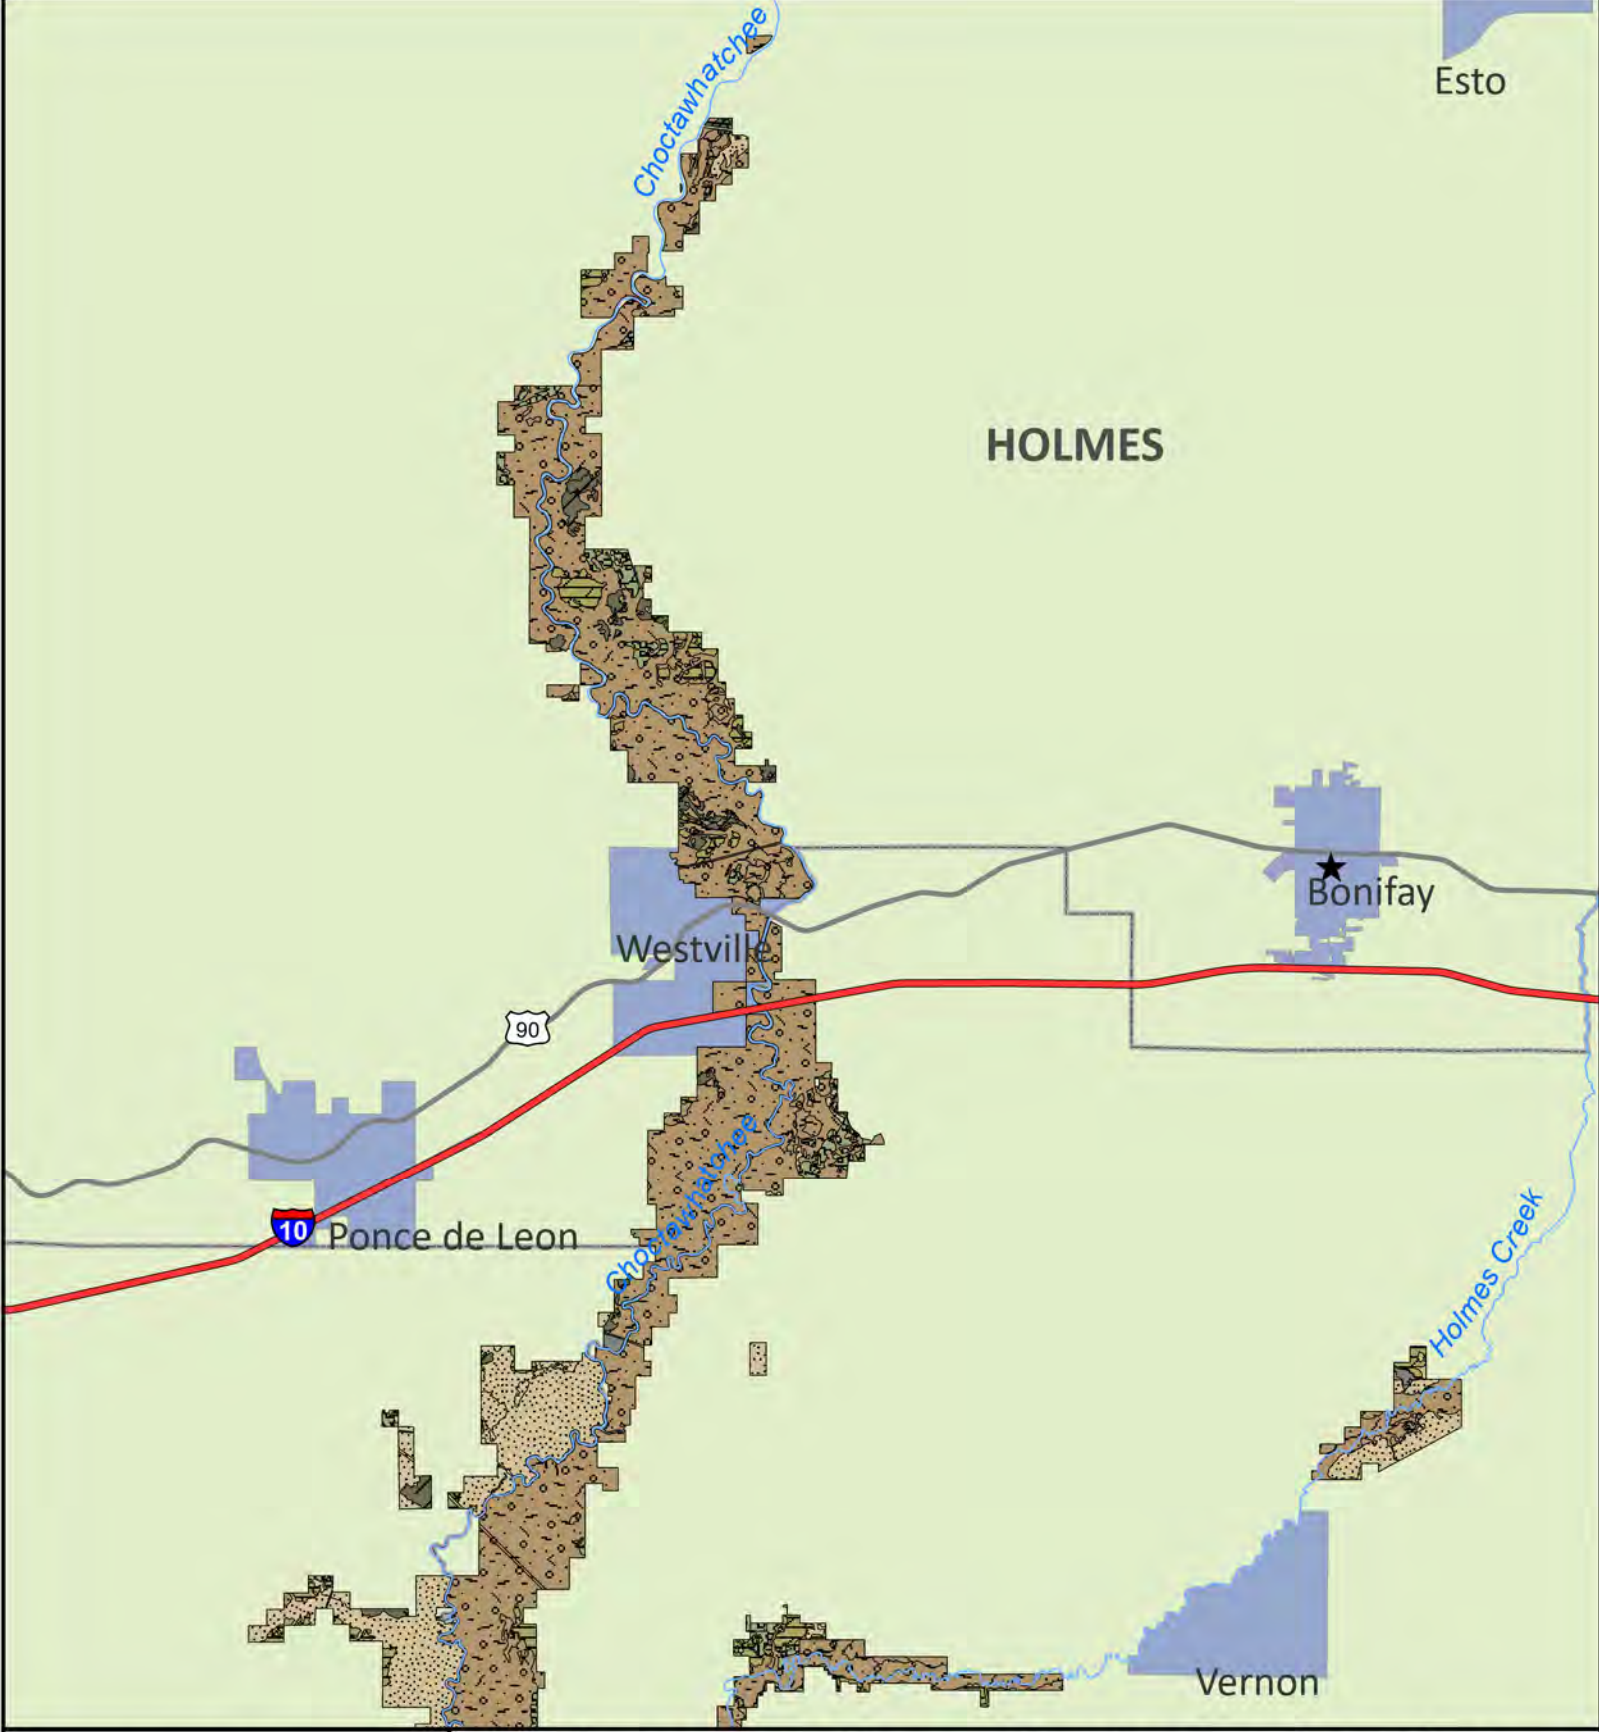 Choctawhatchee
Esto
HOLMES
Bonifay
Westville
90
10
Ponce de Leon
Choctawhatchee
Holmes Creek
Vernon